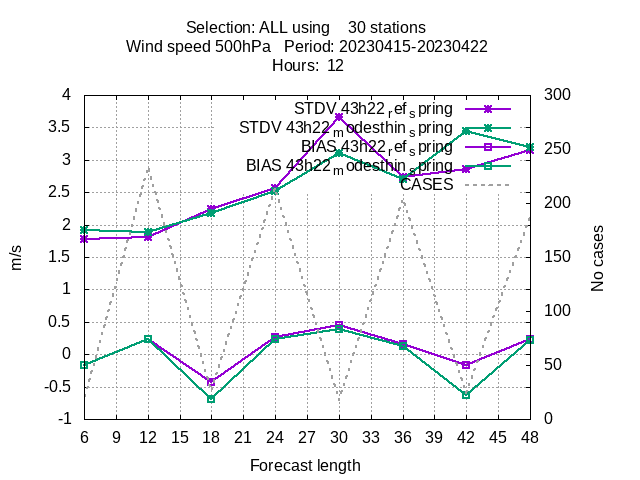 Selection: ALL using 30 stations
Wind speed 500hPa Period: 20230415-20230422
Hours: 12
STDV 43h22_ref_spring
STDV 43h22_modesthin_spring
BIAS 43h22_ref_spring
BIAS 43h22_modesthin_spring
CASES
4
3.5
3
2.5
2
1.5
1
0.5
0
-0.5
-1
m/s
300
250
200
150
100
50
0
No cases
6 9 12 15 18 21 24 27 30 33 36 39 42 45 48
Forecast length